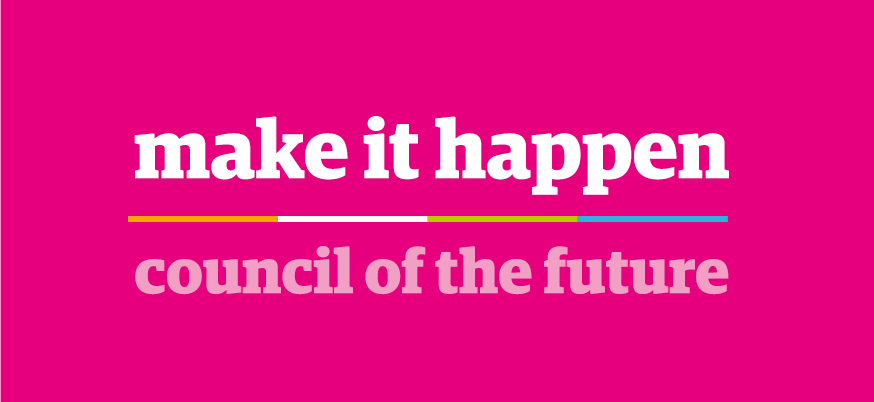 make it happen
council of the future